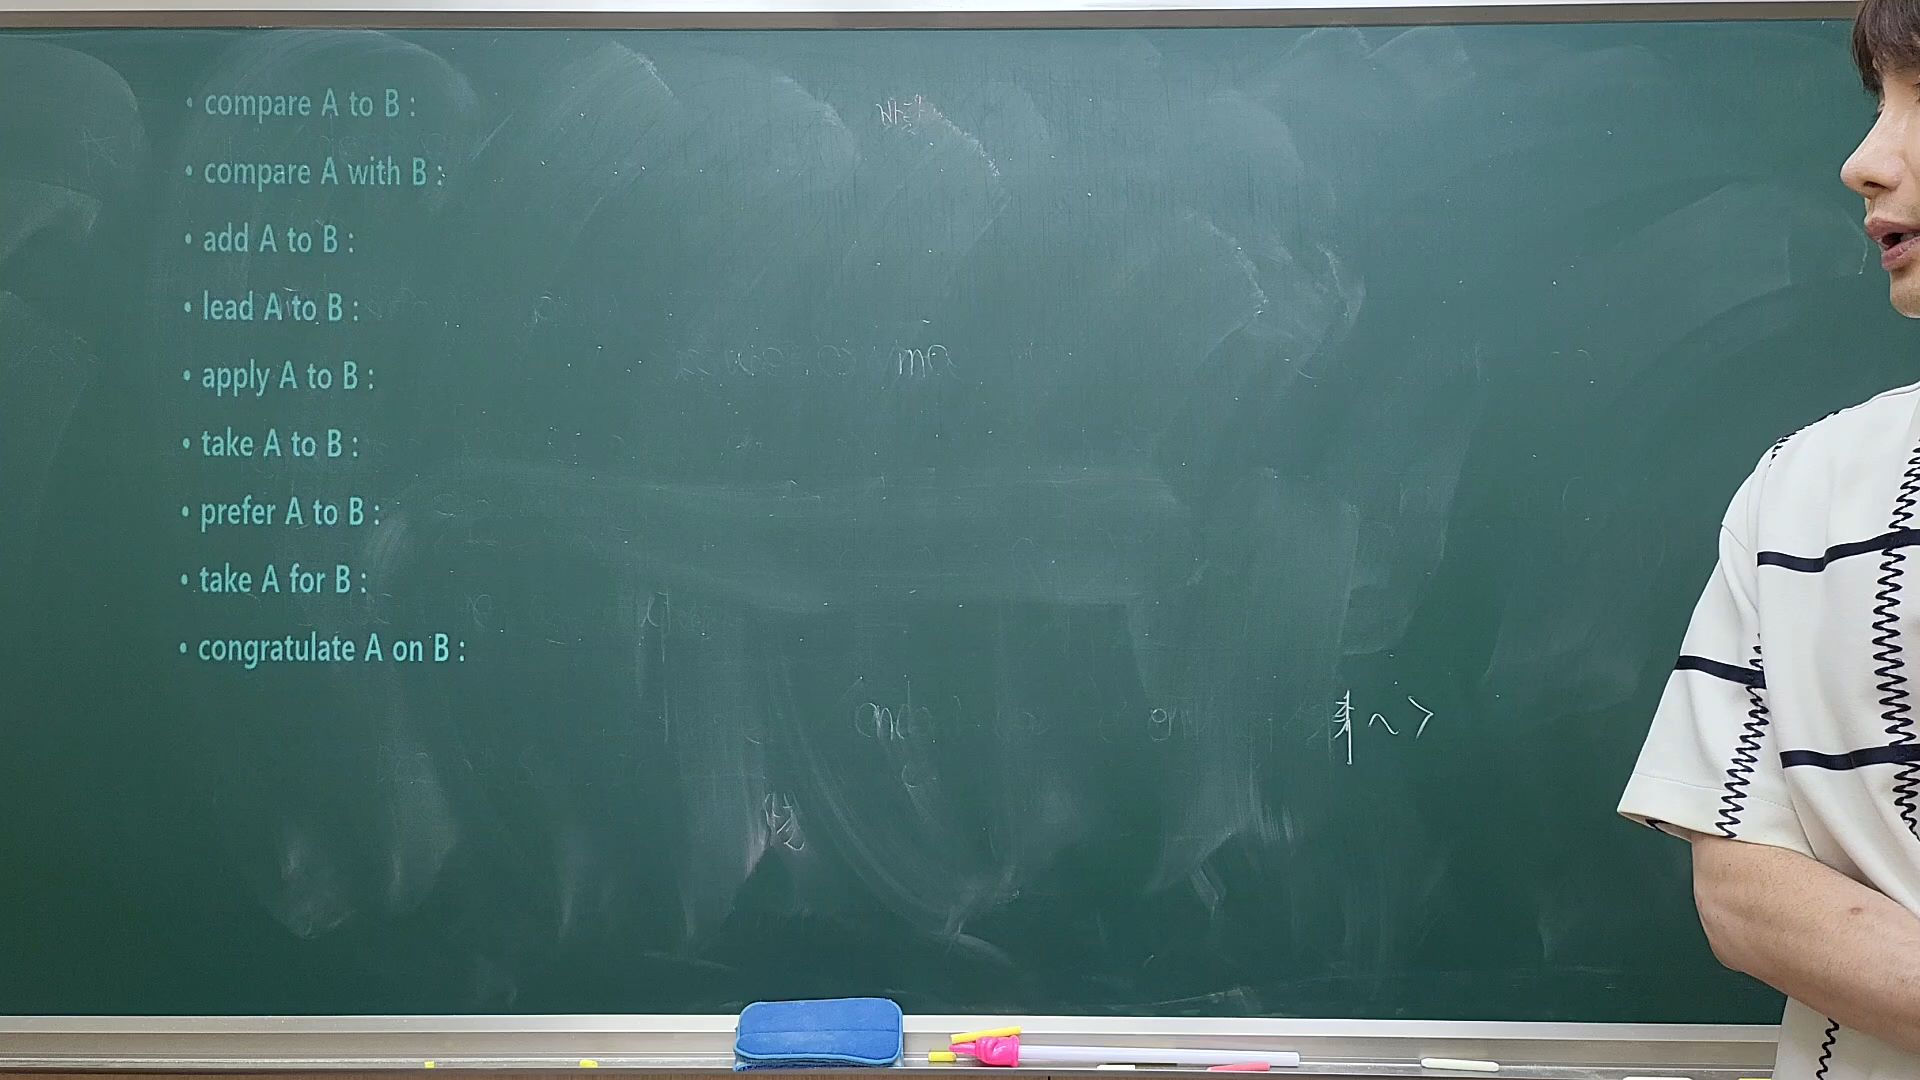 • compare A to B :
• compare A with B :
• add A to B :
• lead A to B :
• apply A to B :
• take A to B :
• prefer A to B :
• take A for B :
• congratulate A on B :